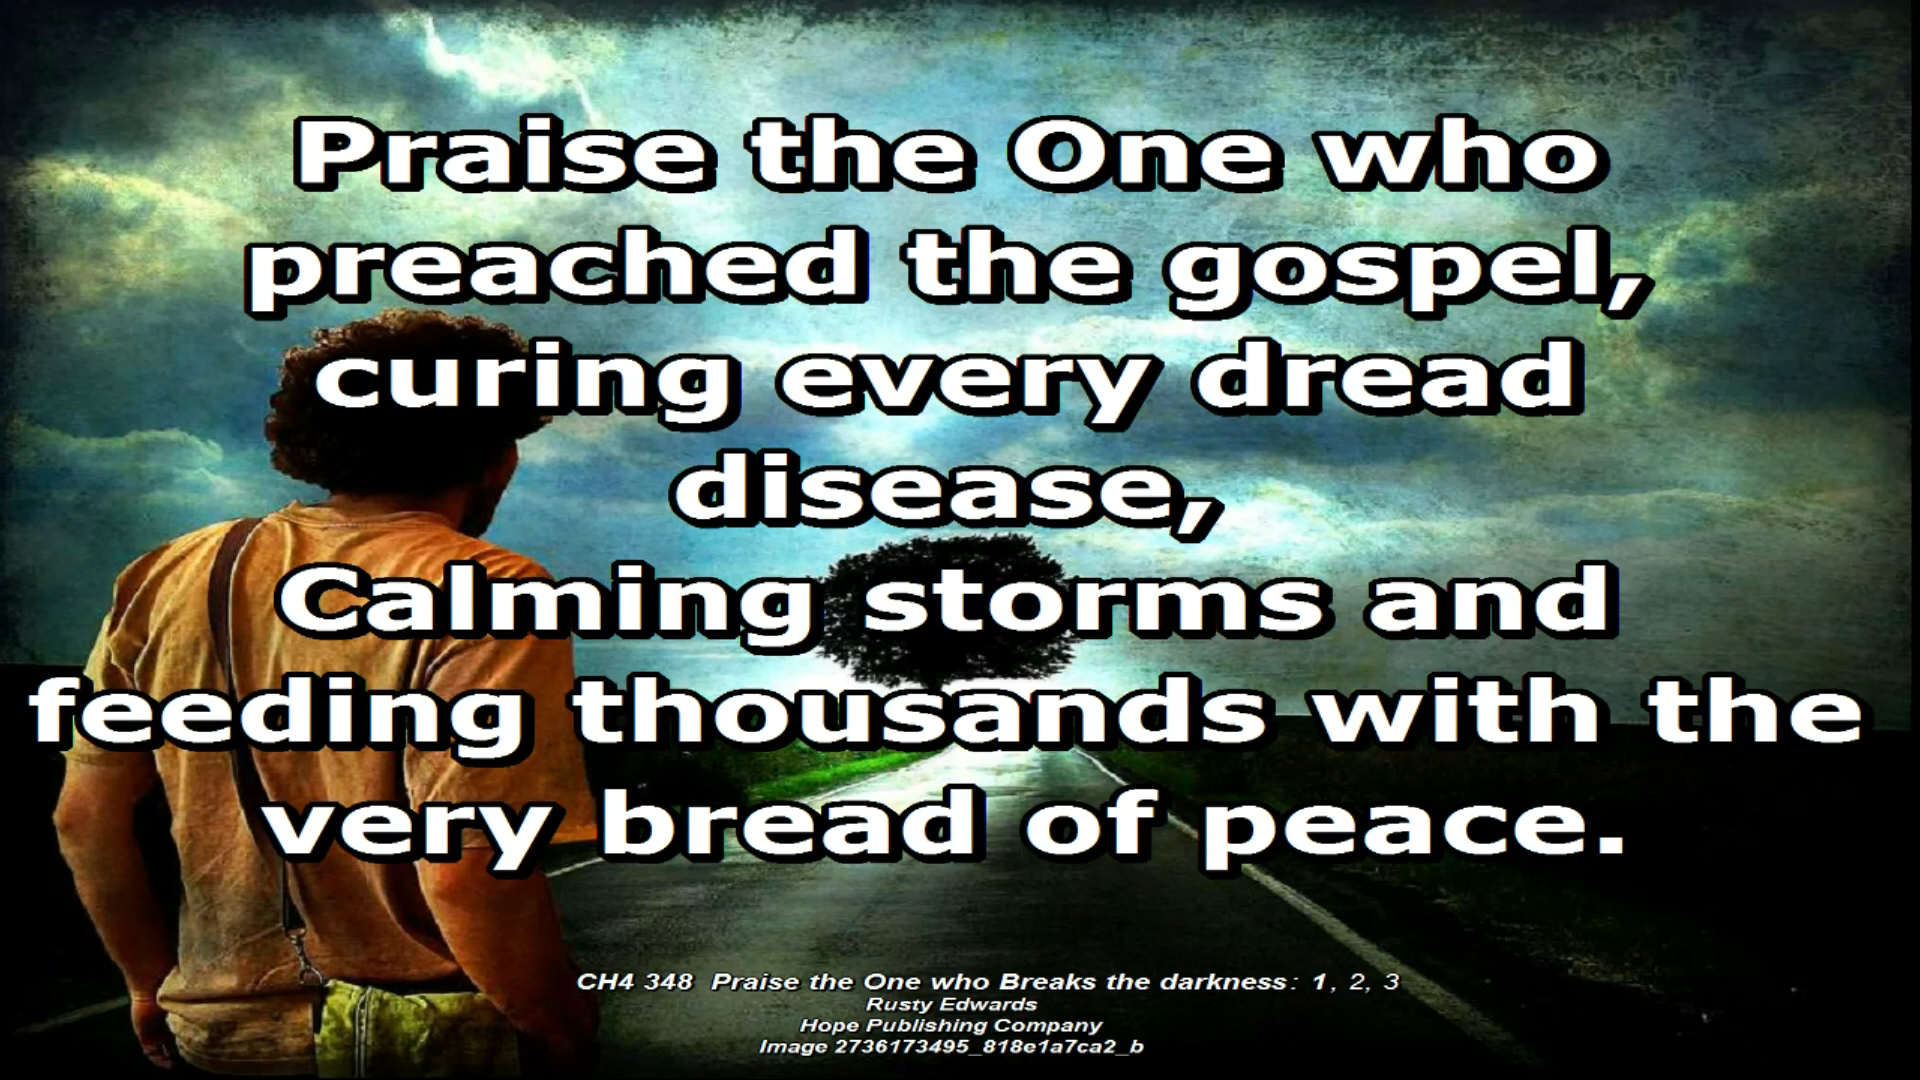 Praise the One who
preached the gospel,
curing every dread
disease,
Calming storms and
feeding thousands with the
very bread of peace.
CH4 348  Praise the One who Breaks the darkness: 1, 2, 3
Rusty Edwards
Hope Publishing Company
Image 2736173495_818e1a7ca2_b